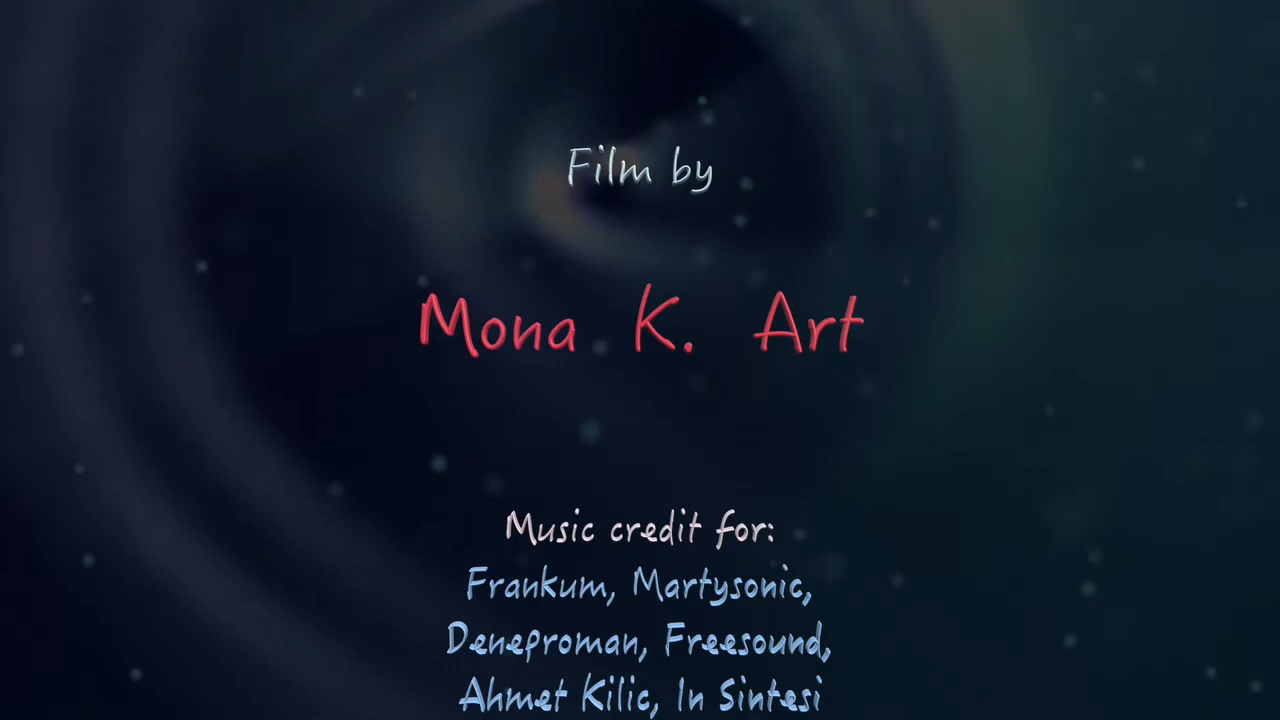 Film by
Mona K. Art
Music credit for:
Frankum, Martysonic,
Deneproman, Freesound,
Ahmet Kilic, In Sintesi